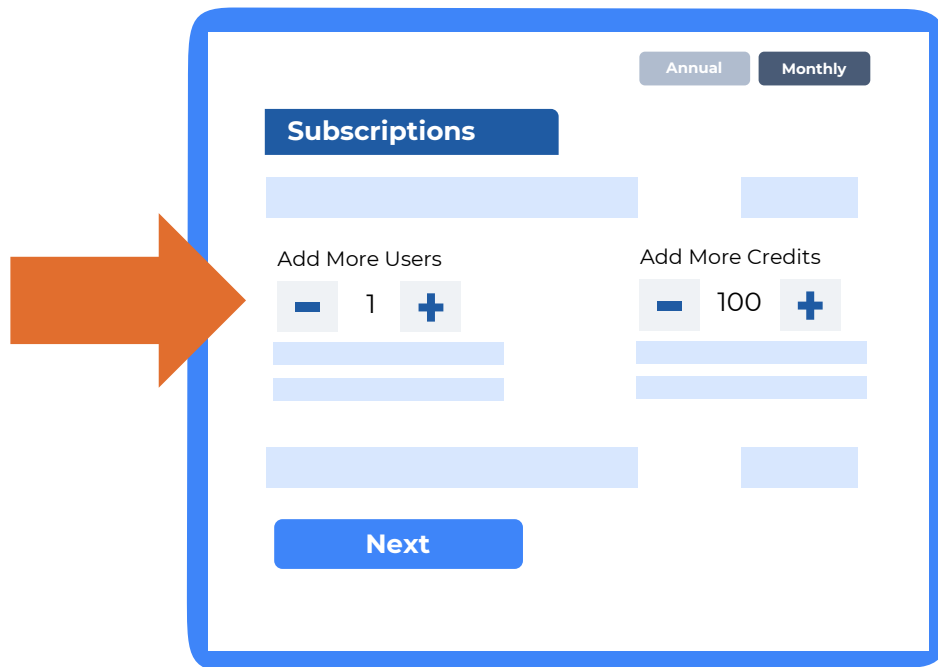 Annual Monthly
Subscriptions
Add More Users Add More Credits
1 100
Next